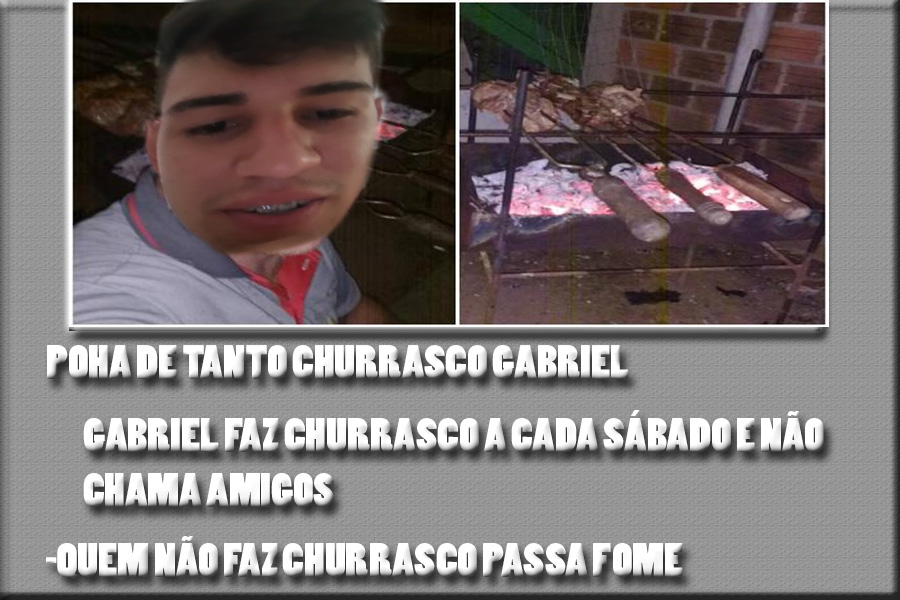 POHA DE TANTO CHURRASCO GABRIEL
GABRIEL FAZ CHURRASCO A CADA SÁBADO E NÃO
CHAMA AMIGOS
-QUEM NÃO FAZ CHURRASCO PASSA FOME